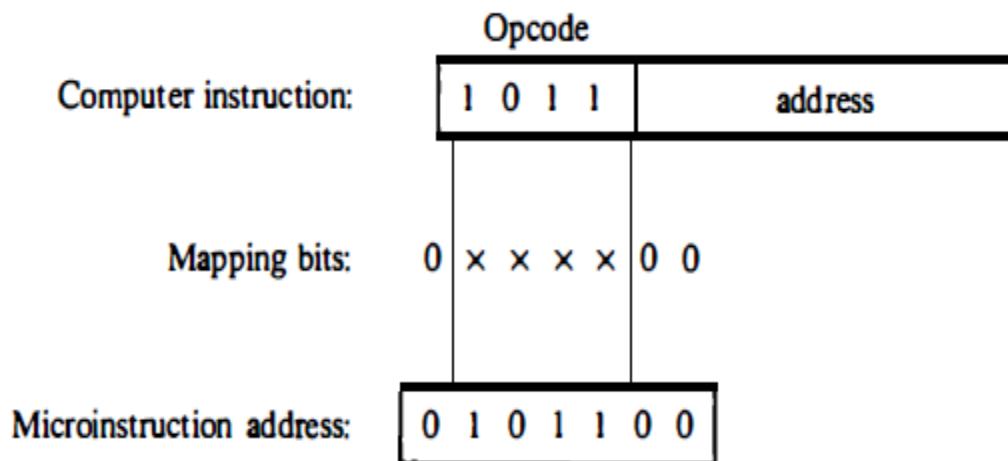 Opcode
Computer instruction: 1 0 1 1 address
Mapping bits: 0 × × × × 0 0
Microinstruction address: 0 1 0 1 1 0 0